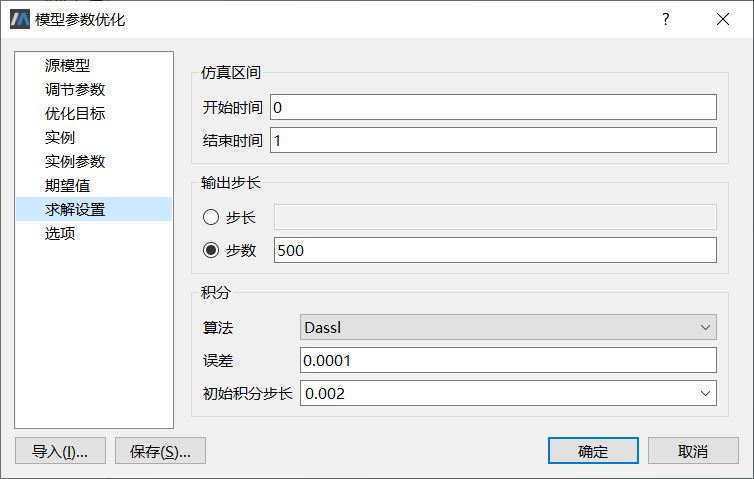 模型参数优化
源模型
调节参数
优化目标
实例
实例参数
期望值
求解设置
选项
仿真区间
开始时间 0
结束时间 1
输出步长
步长
步数 500
积分
算法 Dassl
误差 0.0001
初始积分步长 0.002
导入(I)... 保存(S)... 确定 取消